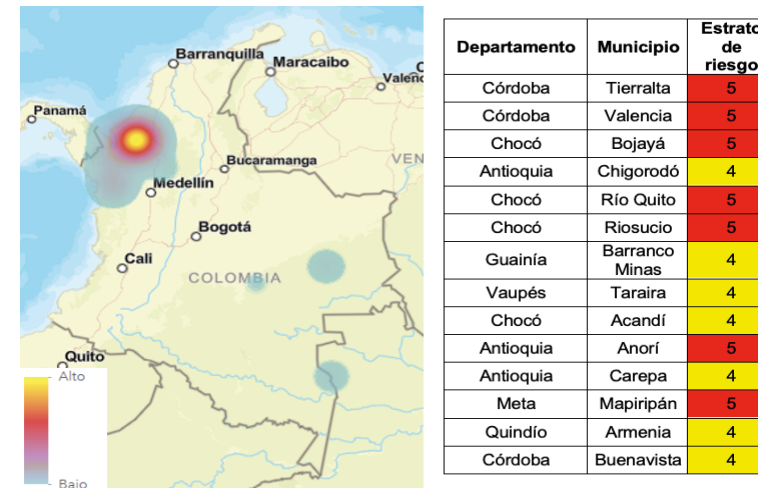 Barranquilla
Maracaibo
Valenc
Panamá
Bucaramanga
VEN
Medellín
Bogotá
Cali
COLOMBIA
Quito
Alto
Bajo
Departamento Municipio Estrato de riesgo
Córdoba Tierralta 5
Córdoba Valencia 5
Chocó Bojayá 5
Antioquia Chigorodó 4
Chocó Río Quito 5
Chocó Riosucio 5
Guainía Barranco Minas 4
Vaupés Taraira 4
Chocó Acandí 4
Antioquia Anorí 5
Antioquia Carepa 4
Meta Mapiripán 5
Quindío Armenia 4
Córdoba Buenavista 4